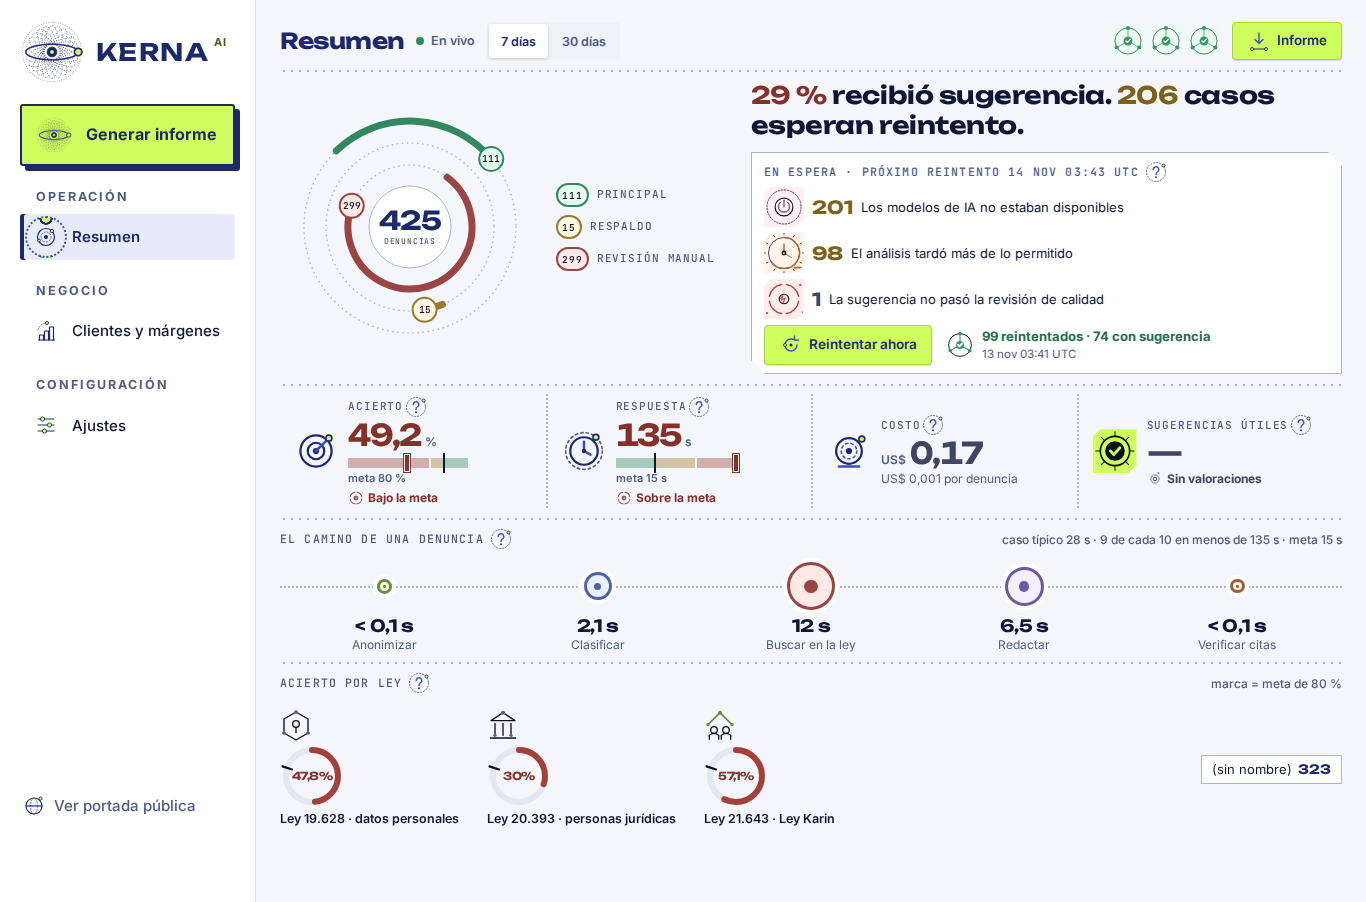 KERNA AI
Generar informe
OPERACIÓN
Resumen
NEGOCIO
Clientes y márgenes
CONFIGURACIÓN
Ajustes
Ver portada pública
Resumen
En vivo
7 días
30 días
Informe
111
299
425
DENUNCIAS
15
111 PRINCIPAL
15 RESPALDO
299 REVISIÓN MANUAL
29 % recibió sugerencia. 206 casos
esperan reintento.
EN ESPERA · PRÓXIMO REINTENTO 14 NOV 03:43 UTC ?
201 Los modelos de IA no estaban disponibles
98 El análisis tardó más de lo permitido
1 La sugerencia no pasó la revisión de calidad
Reintentar ahora
99 reintentados · 74 con sugerencia
13 nov 03:41 UTC
ACIERTO ?
49,2 %
meta 80 %
Bajo la meta
RESPUESTA ?
135 s
meta 15 s
Sobre la meta
COSTO ?
US$ 0,17
US$ 0,001 por denuncia
SUGERENCIAS ÚTILES ?
—
Sin valoraciones
EL CAMINO DE UNA DENUNCIA ?
caso típico 28 s · 9 de cada 10 en menos de 135 s · meta 15 s
< 0,1 s
Anonimizar
2,1 s
Clasificar
12 s
Buscar en la ley
6,5 s
Redactar
< 0,1 s
Verificar citas
ACIERTO POR LEY ?
marca = meta de 80 %
47,8%
Ley 19.628 · datos personales
30%
Ley 20.393 · personas jurídicas
57,1%
Ley 21.643 · Ley Karin
(sin nombre) 323